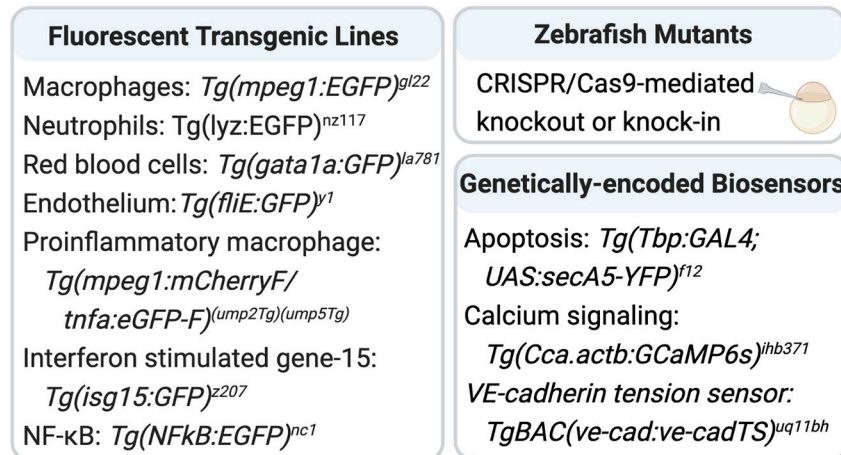 Fluorescent Transgenic Lines
Macrophages: Tg(mpeg1:EGFP)gl22
Neutrophils: Tg(lyz:EGFP)nz117
Red blood cells: Tg(gata1a:GFP)la781
Endothelium:Tg(fliE:GFP)y1
Proinflammatory macrophage:
Tg(mpeg1:mCherryF/
tnfa:eGFP-F)(ump2Tg)(ump5Tg)
Interferon stimulated gene-15:
Tg(isg15:GFP)z207
NF-κB: Tg(NFkB:EGFP)nc1
Zebrafish Mutants
CRISPR/Cas9-mediated
knockout or knock-in
Genetically-encoded Biosensors
Apoptosis: Tg(Tbp:GAL4;
UAS:secA5-YFP)f12
Calcium signaling:
Tg(Cca.actb:GCaMP6s)ihb371
VE-cadherin tension sensor:
TgBAC(ve-cad:ve-cadTS)uq11bh